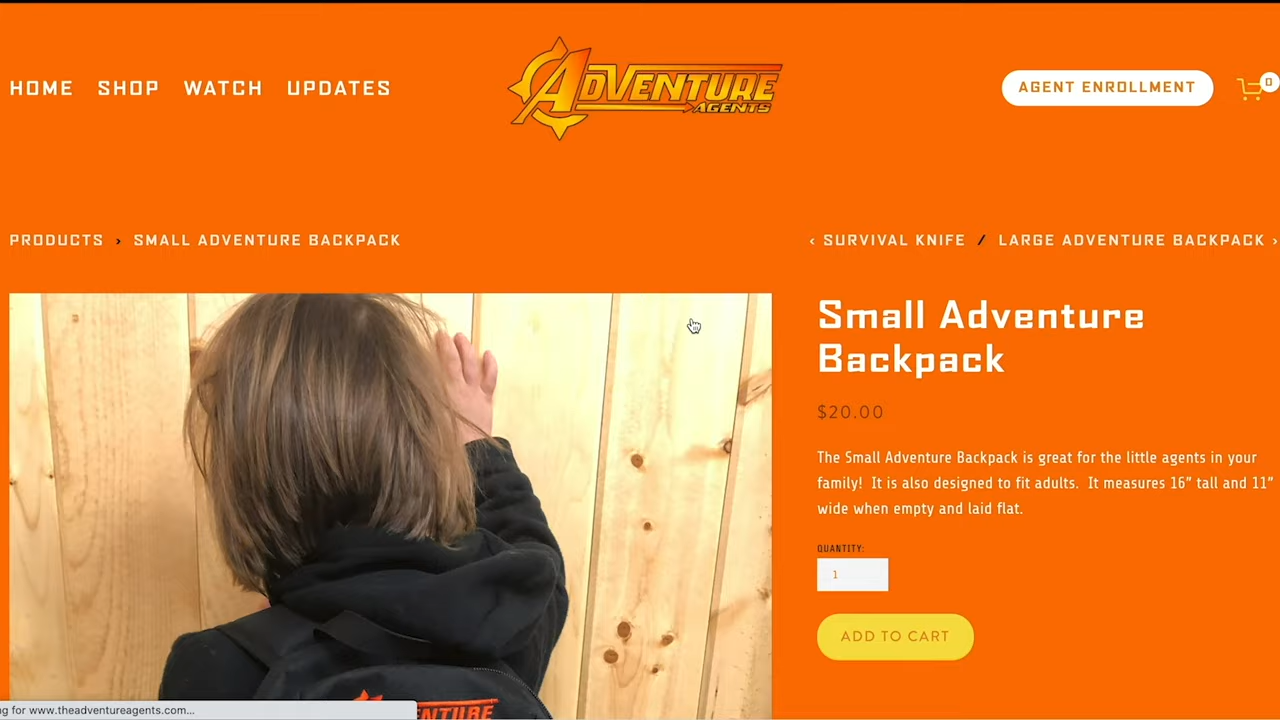 HOME SHOP WATCH UPDATES
ADVENTURE
AGENTS
AGENT ENROLLMENT
0
PRODUCTS › SMALL ADVENTURE BACKPACK
‹ SURVIVAL KNIFE / LARGE ADVENTURE BACKPACK ›
Small Adventure
Backpack
$20.00
The Small Adventure Backpack is great for the little agents in your
family! It is also designed to fit adults. It measures 16” tall and 11”
wide when empty and laid flat.
QUANTITY:
1
ADD TO CART
ENTURE
ng for www.theadventureagents.com...